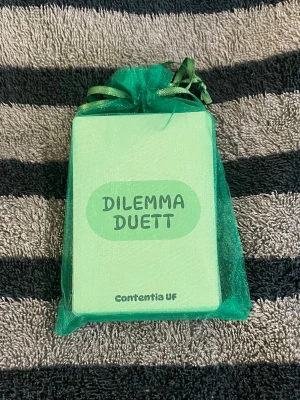 DILEMMA
DUETT
Contentia UF